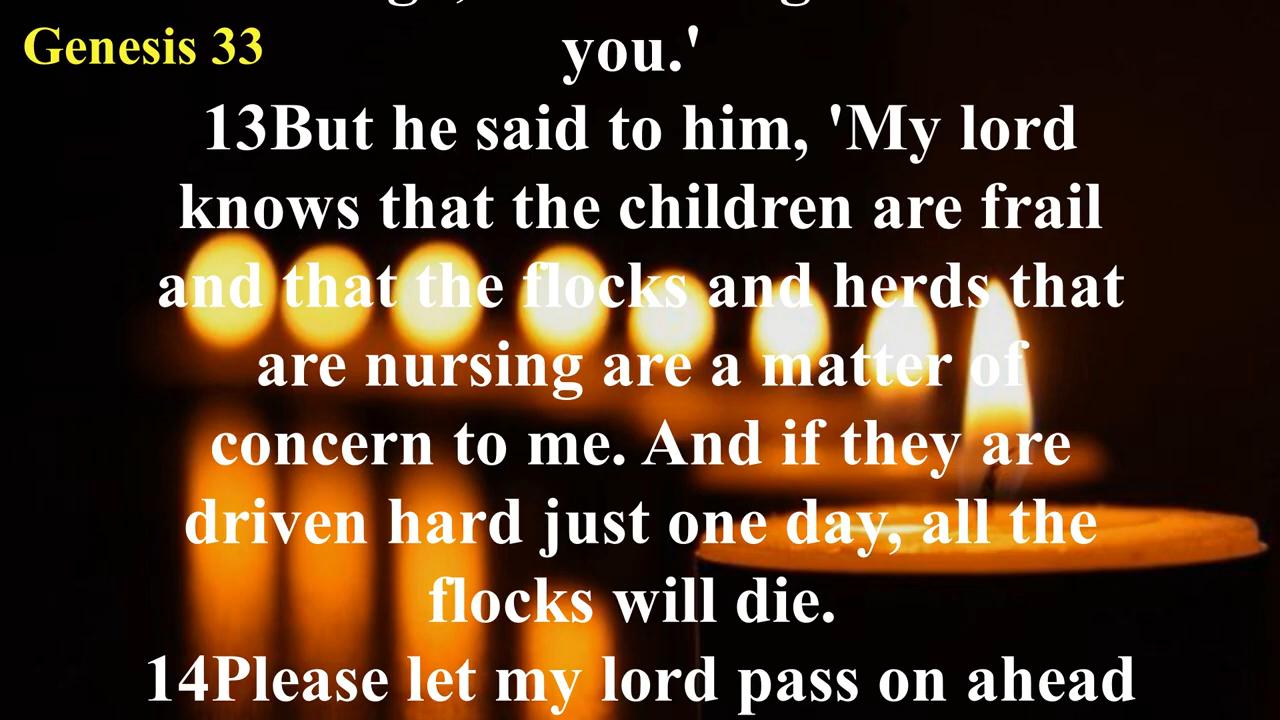 Genesis 33
you.'
13But he said to him, 'My lord
knows that the children are frail
and that the flocks and herds that
are nursing are a matter of
concern to me. And if they are
driven hard just one day, all the
flocks will die.
14Please let my lord pass on ahead